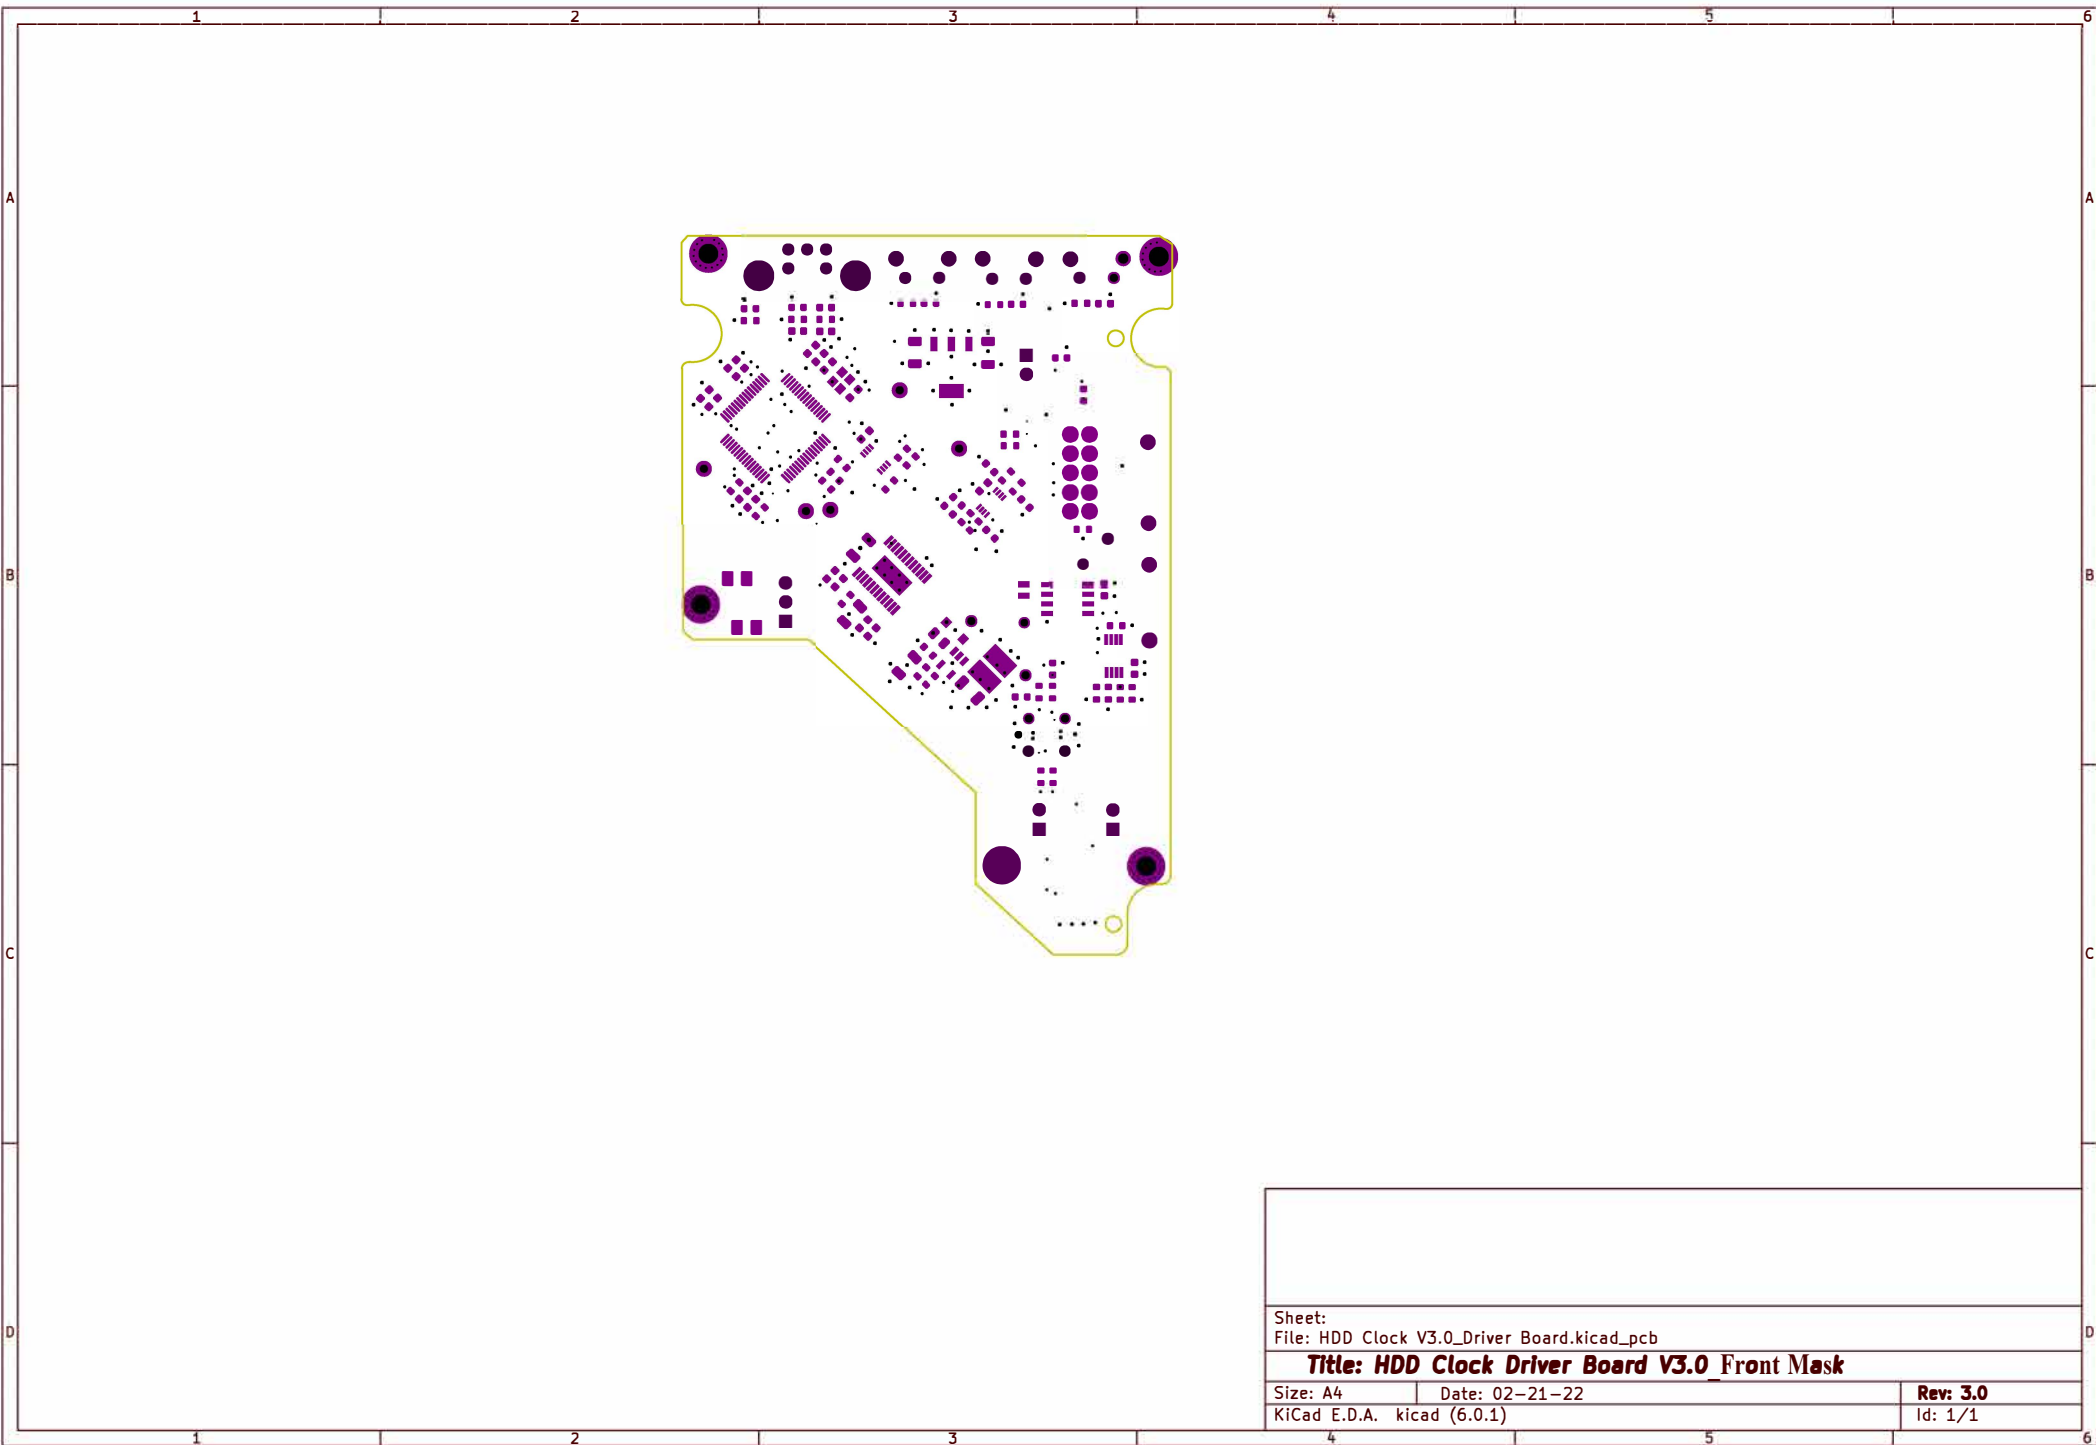 1 2 3 4 5 6
A A
B B
C C
D D
Sheet:
File: HDD Clock V3.0_Driver Board.kicad_pcb
Title: HDD Clock Driver Board V3.0_Front Mask
Size: A4 Date: 02-21-22 Rev: 3.0
KiCad E.D.A. kicad (6.0.1) Id: 1/1
1 2 3 4 5 6